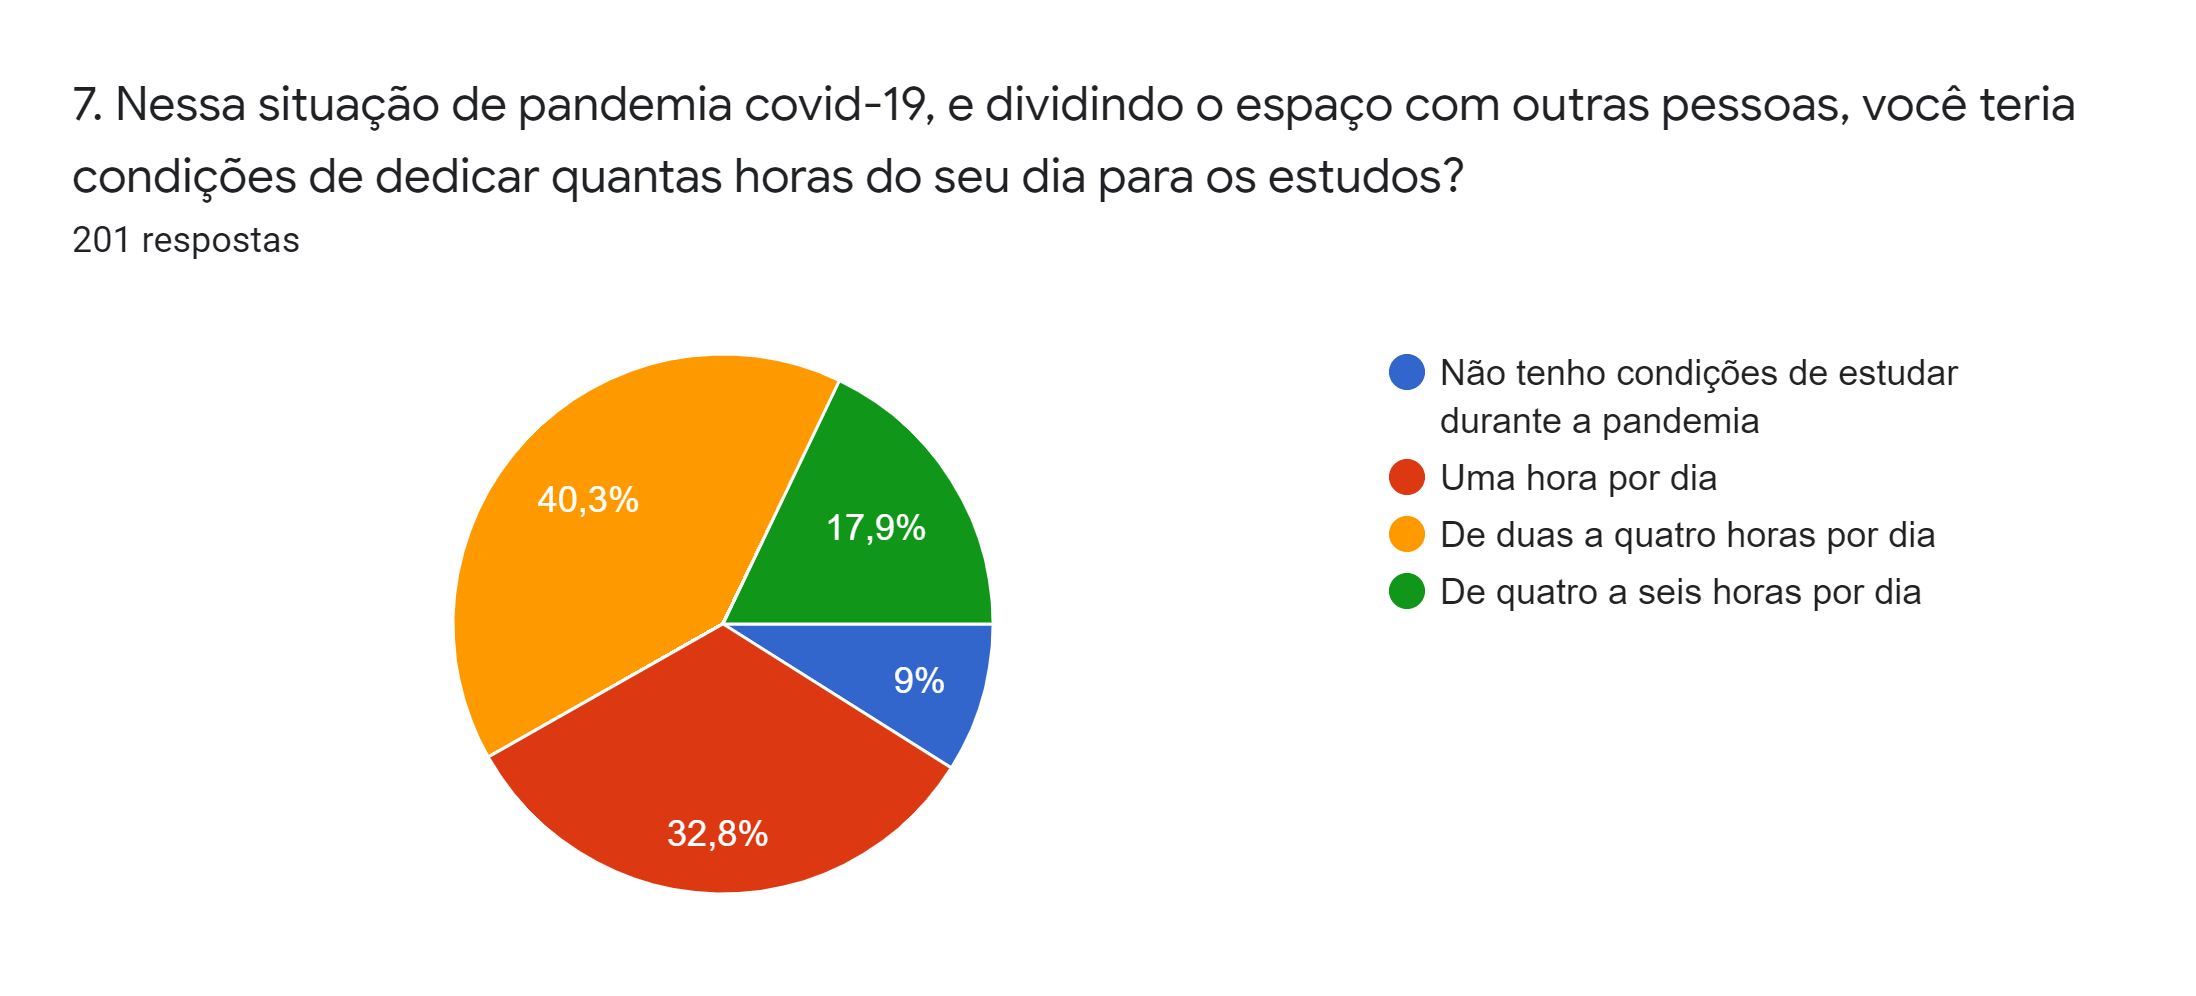 7. Nessa situação de pandemia covid-19, e dividindo o espaço com outras pessoas, você teria
condições de dedicar quantas horas do seu dia para os estudos?
201 respostas
40,3%
17,9%
9%
32,8%
Não tenho condições de estudar
durante a pandemia
Uma hora por dia
De duas a quatro horas por dia
De quatro a seis horas por dia